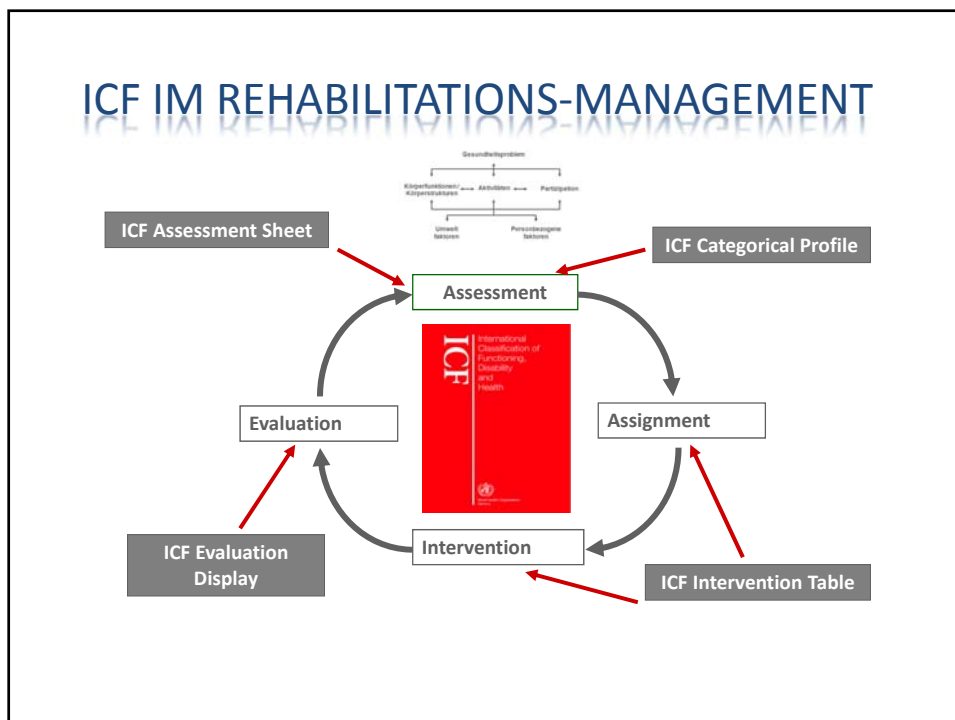 ICF IM REHABILITATIONS-MANAGEMENT
Gesundheitsproblem
Körperfunktionen/ Aktivitäten Partizipation
Körperstrukturen
Umwelt Personbezogene
faktoren faktoren
ICF Assessment Sheet
ICF Categorical Profile
Assessment
ICF
International
Classification of
Functioning,
Disability
and
Health
Evaluation
Assignment
Intervention
ICF Evaluation
Display
ICF Intervention Table